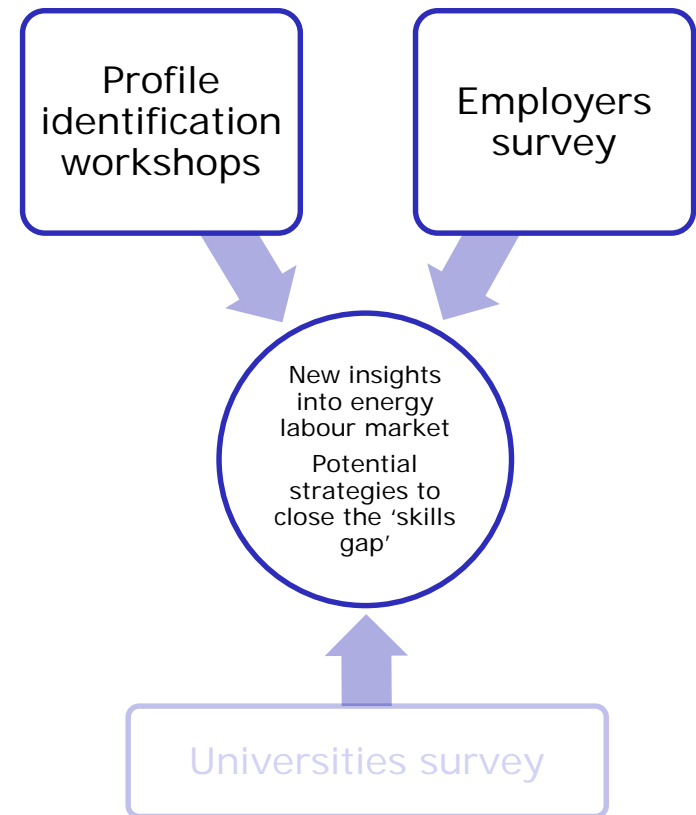 Profile
identification
workshops
Employers
survey
New insights
into energy
labour market
Potential
strategies to
close the ‘skills
gap’
Universities survey